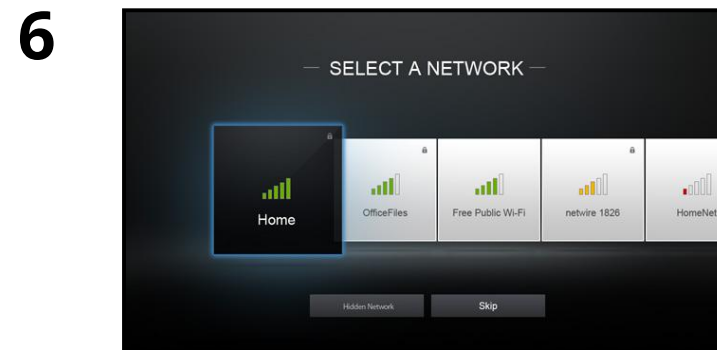 6
SELECT A NETWORK
Home
OfficeFiles
Free Public Wi-Fi
netwire 1826
HomeNet
Hidden Network
Skip